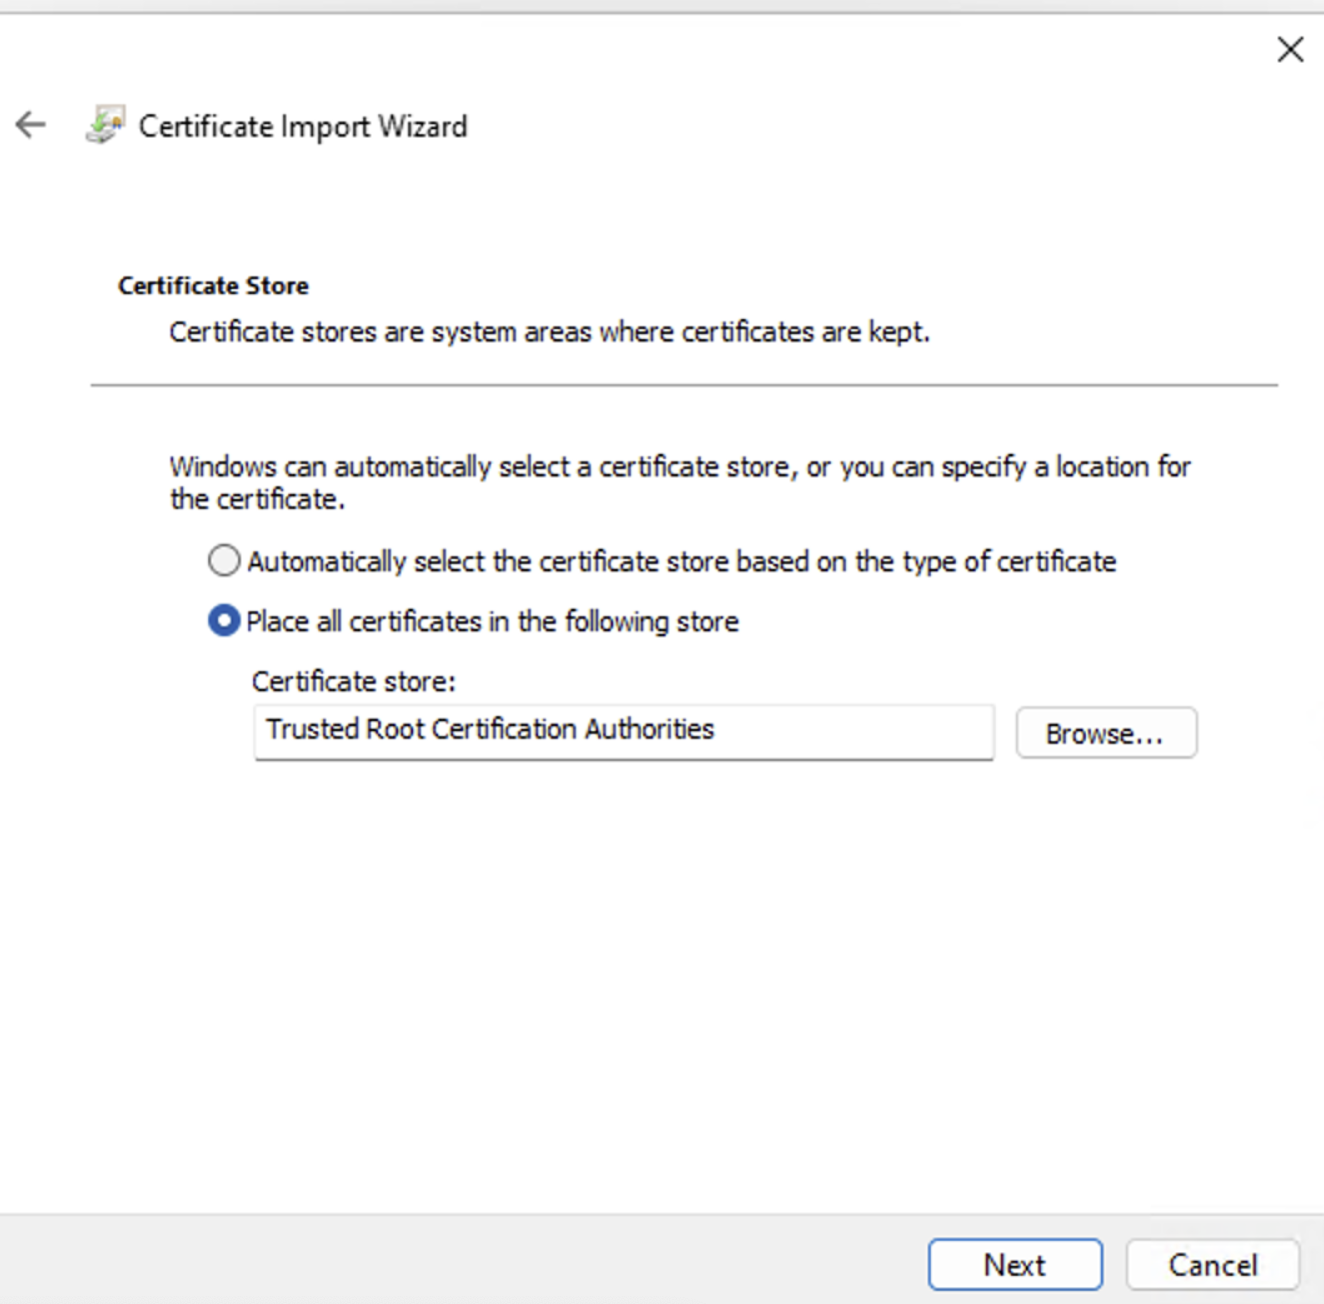 Certificate Import Wizard
Certificate Store
Certificate stores are system areas where certificates are kept.
Windows can automatically select a certificate store, or you can specify a location for
the certificate.
Automatically select the certificate store based on the type of certificate
Place all certificates in the following store
Certificate store:
Trusted Root Certification Authorities
Browse...
Next
Cancel